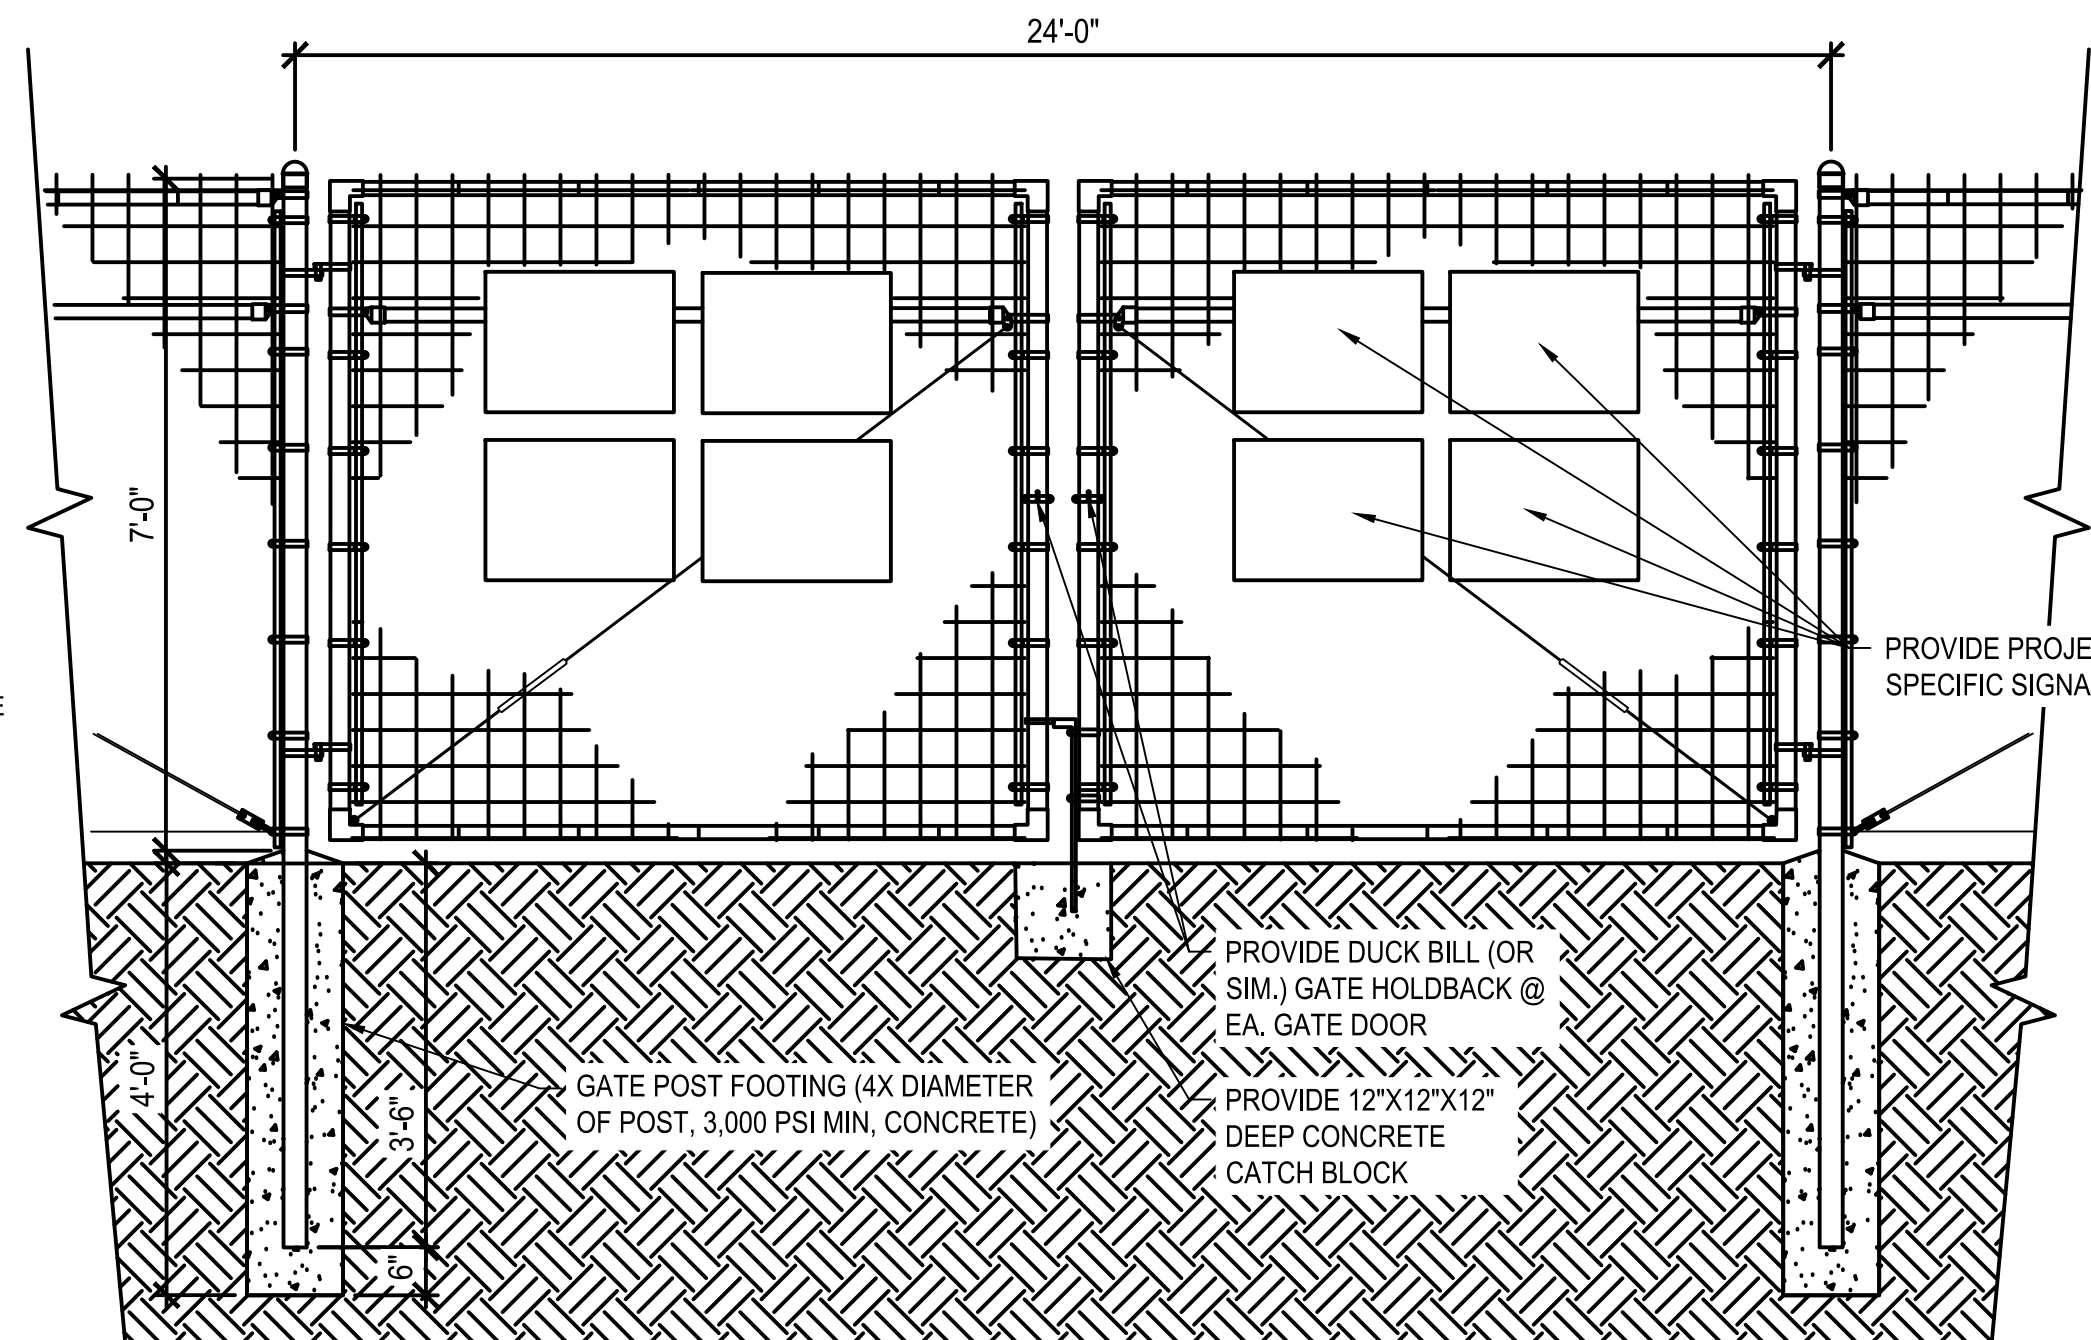 24'-0"
7'-0"
PROVIDE PROJE
SPECIFIC SIGNA
E
PROVIDE DUCK BILL (OR
SIM.) GATE HOLDBACK @
EA. GATE DOOR
4'-0"
GATE POST FOOTING (4X DIAMETER
OF POST, 3,000 PSI MIN, CONCRETE)
3'-6"
PROVIDE 12"X12"X12"
DEEP CONCRETE
CATCH BLOCK
6"